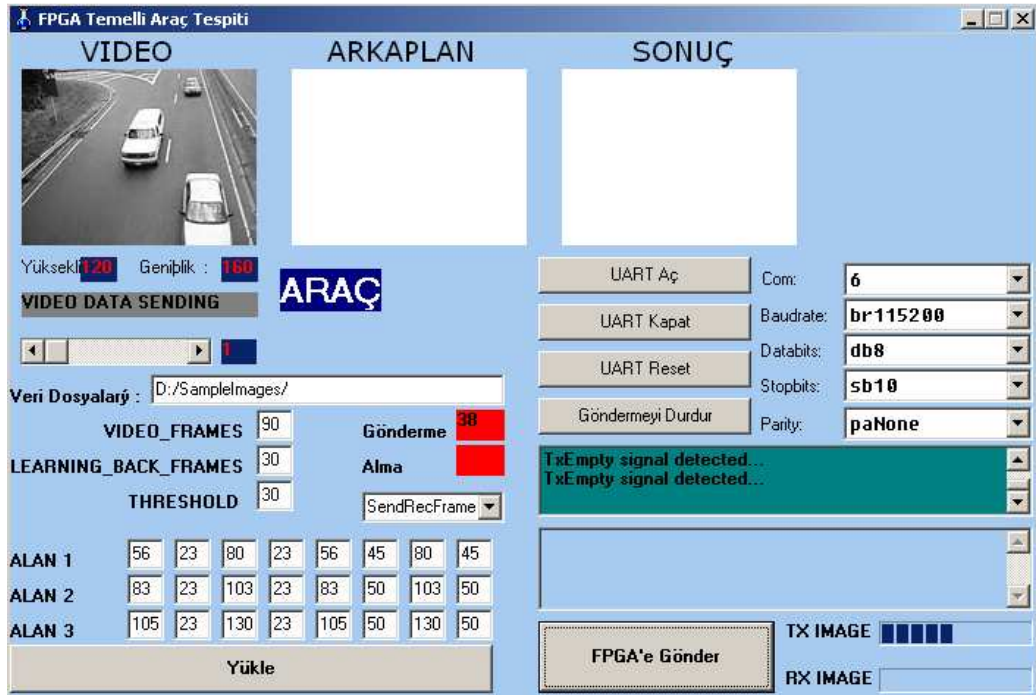 FPGA Temelli Araç Tespiti
VIDEO ARKAPLAN SONUÇ
Yüksekli 120 Geniþlik : 160
VIDEO DATA SENDING
ARAÇ
1
Veri Dosyalarý : D:/SampleImages/
VIDEO_FRAMES 90
LEARNING_BACK_FRAMES 30
THRESHOLD 30
Gönderme 38
Alma
SendRecFrame
ALAN 1 56 23 80 23 56 45 80 45
ALAN 2 83 23 103 23 83 50 103 50
ALAN 3 105 23 130 23 105 50 130 50
Yükle
UART Aç
UART Kapat
UART Reset
Göndermeyi Durdur
Com: 6
Baudrate: br115200
Databits: db8
Stopbits: sb10
Parity: paNone
TxEmpty signal detected...
TxEmpty signal detected...
FPGA'e Gönder
TX IMAGE
RX IMAGE